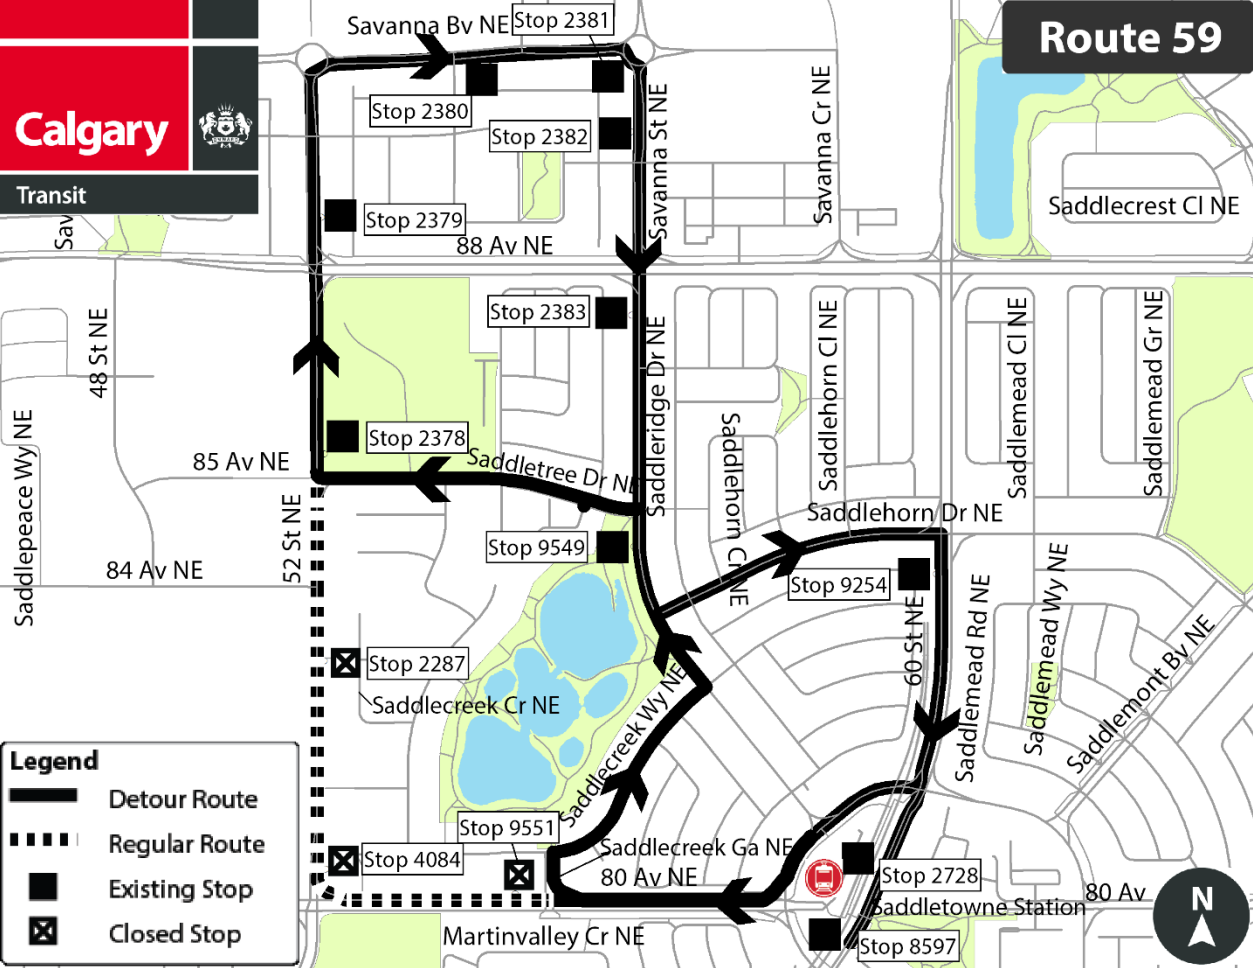 Savanna Bv NE
Stop 2381
Route 59
Calgary
Transit
Stop 2380
Stop 2382
Savanna St NE
Savanna Cr NE
Saddlecrest Cl NE
Sav
Stop 2379
88 Av NE
Stop 2383
48 St NE
Saddleridge Dr NE
Saddlehorn Cl NE
Saddlemead Cl NE
Saddlemead Gr NE
Saddlepeace Wy NE
85 Av NE
Stop 2378
Saddletree Dr NE
Saddlehorn Cr NE
Saddlehorn Dr NE
52 St NE
84 Av NE
Stop 9549
Stop 9254
60 St NE
Saddlemead Rd NE
Saddlemead Wy NE
Saddlemont Bv NE
Stop 2287
Saddlecreek Cr NE
Saddlecreek Wy NE
Legend
Detour Route
Regular Route
Existing Stop
Closed Stop
Stop 9551
Stop 4084
Saddlecreek Ga NE
80 Av NE
Stop 2728
80 Av
Saddletowne Station
Martinvalley Cr NE
Stop 8597
N